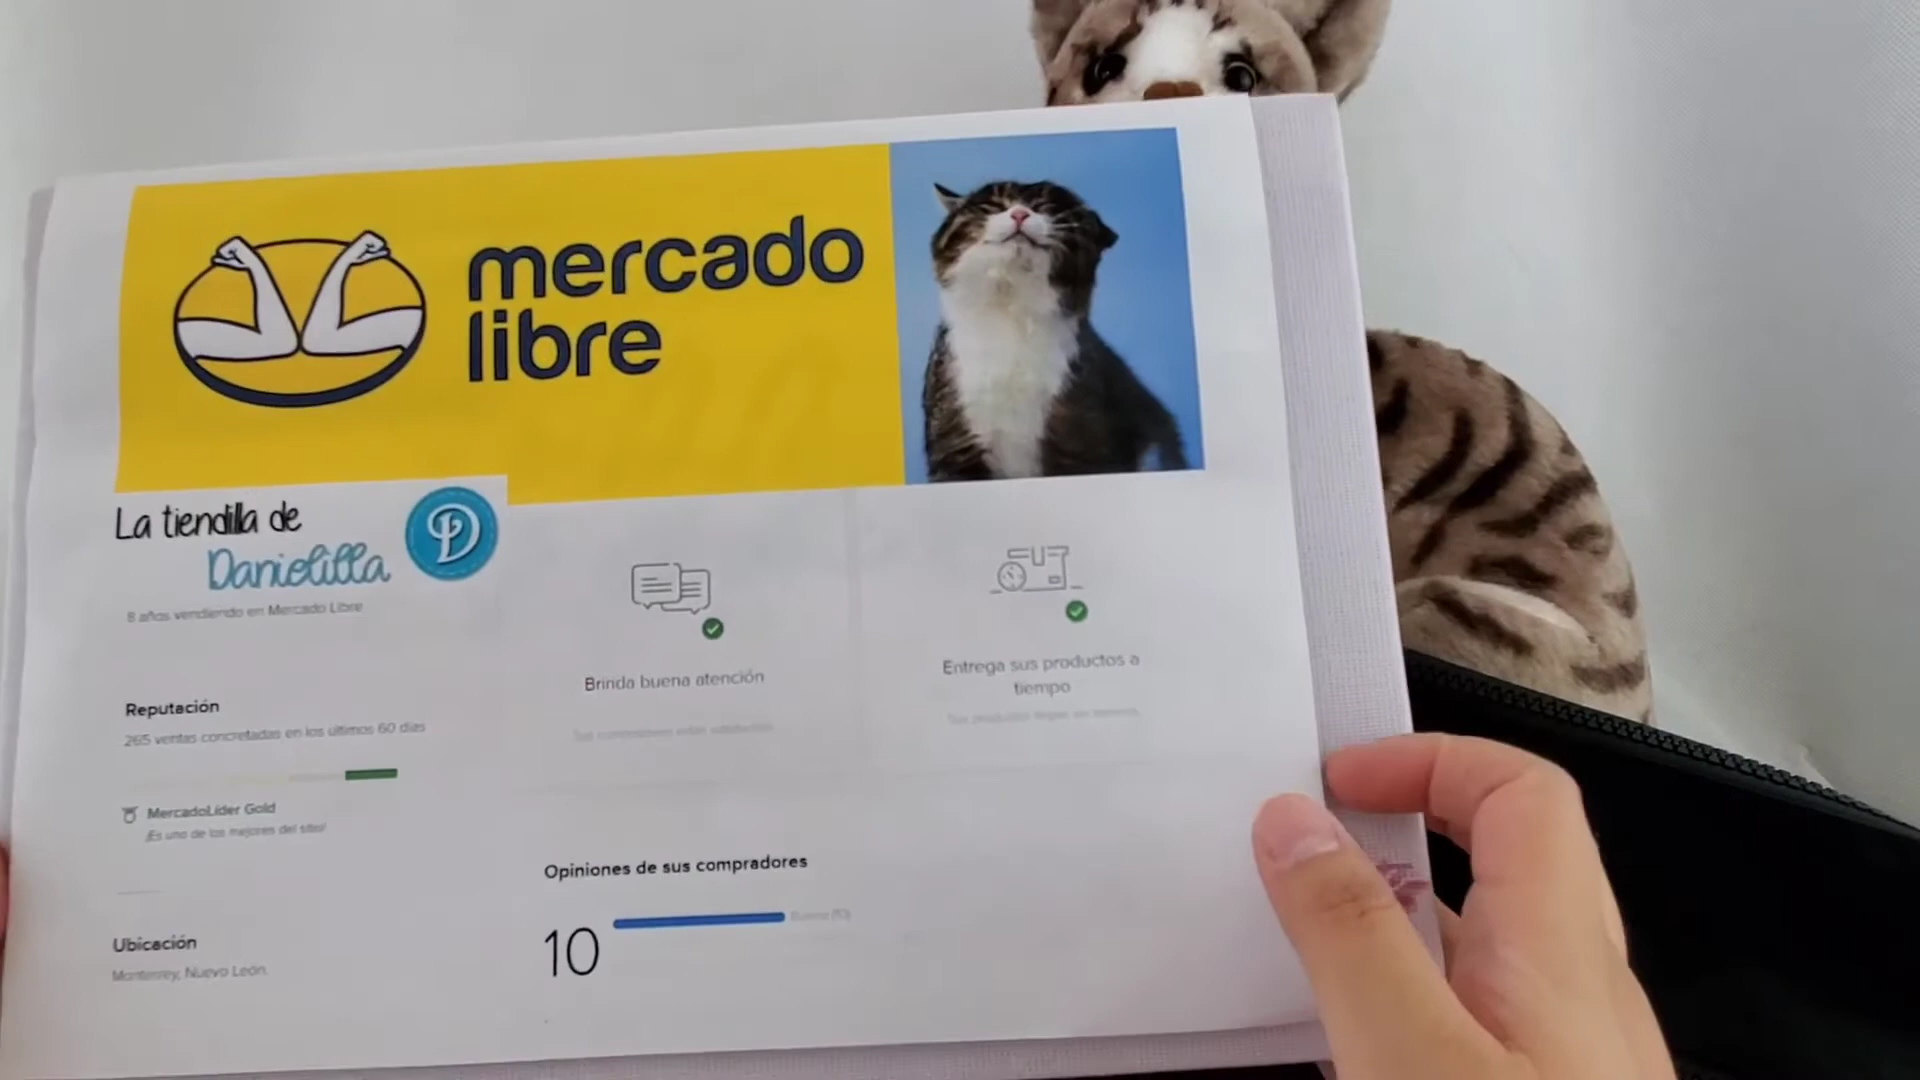 mercado
libre
La tiendilla de
Danielilla
D
8 años vendiendo en Mercado Libre
Reputación
265 ventas concretadas en los últimos 60 días
MercadoLíder Gold
¡Es uno de los mejores del sitio!
Ubicación
Monterrey, Nuevo León.
Brinda buena atención
Entrega sus productos a
tiempo
Opiniones de sus compradores
10